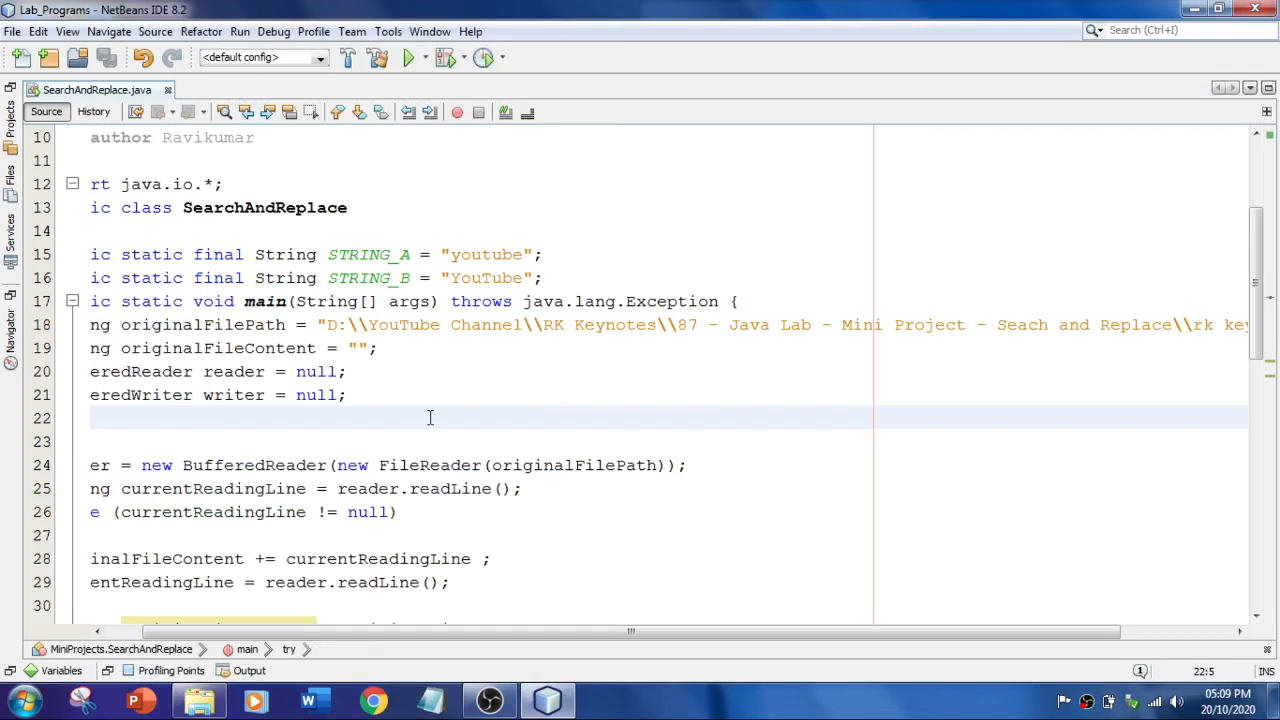 Lab_Programs - NetBeans IDE 8.2
File Edit View Navigate Source Refactor Run Debug Profile Team Tools Window Help
Search (Ctrl+I)
<default config>
SearchAndReplace.java
Source History
Projects
Files
Services
Navigator
10 author Ravikumar
11
12 rt java.io.*;
13 ic class SearchAndReplace
14
15 ic static final String STRING_A = "youtube";
16 ic static final String STRING_B = "YouTube";
17 ic static void main(String[] args) throws java.lang.Exception {
18 ng originalFilePath = "D:\\YouTube Channel\\RK Keynotes\\87 - Java Lab - Mini Project - Seach and Replace\\rk key
19 ng originalFileContent = "";
20 eredReader reader = null;
21 eredWriter writer = null;
22
23
24 er = new BufferedReader(new FileReader(originalFilePath));
25 ng currentReadingLine = reader.readLine();
26 e (currentReadingLine != null)
27
28 inalFileContent += currentReadingLine ;
29 entReadingLine = reader.readLine();
30
MiniProjects.SearchAndReplace main try
Variables Profiling Points Output
1 22:5 INS
05:09 PM
20/10/2020